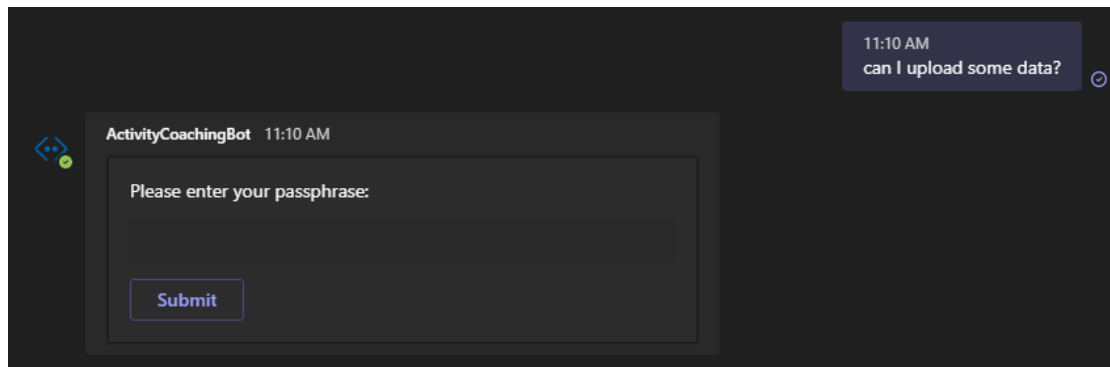 11:10 AM
can I upload some data?
ActivityCoachingBot 11:10 AM
Please enter your passphrase:
Submit